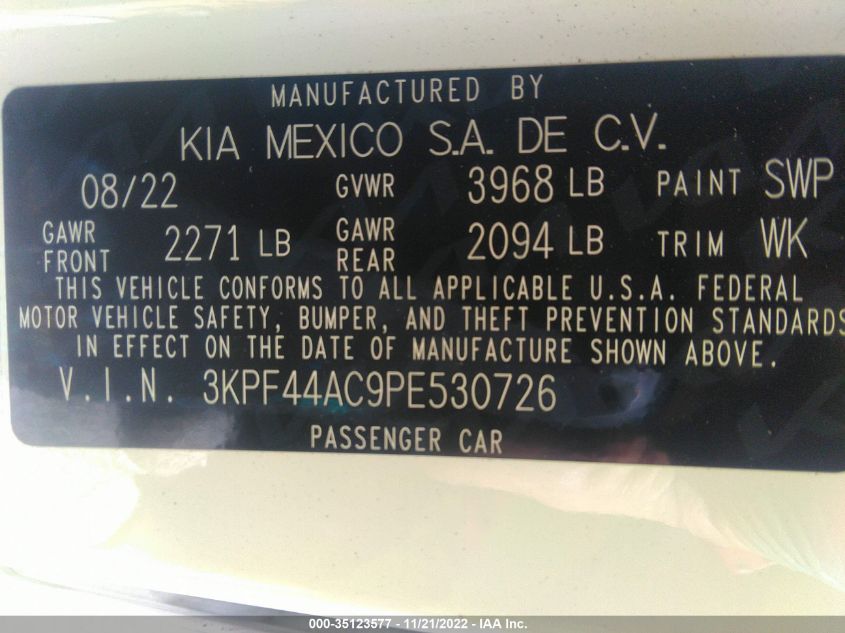 MANUFACTURED BY
KIA MEXICO S.A. DE C.V.
08/22 GVWR 3968 LB PAINT SWP
GAWR FRONT 2271 LB GAWR REAR 2094 LB TRIM WK
THIS VEHICLE CONFORMS TO ALL APPLICABLE U.S.A. FEDERAL
MOTOR VEHICLE SAFETY, BUMPER, AND THEFT PREVENTION STANDARDS
IN EFFECT ON THE DATE OF MANUFACTURE SHOWN ABOVE.
V.I.N. 3KPF44AC9PE530726
PASSENGER CAR
000-35123577 - 11/21/2022 - IAA Inc.